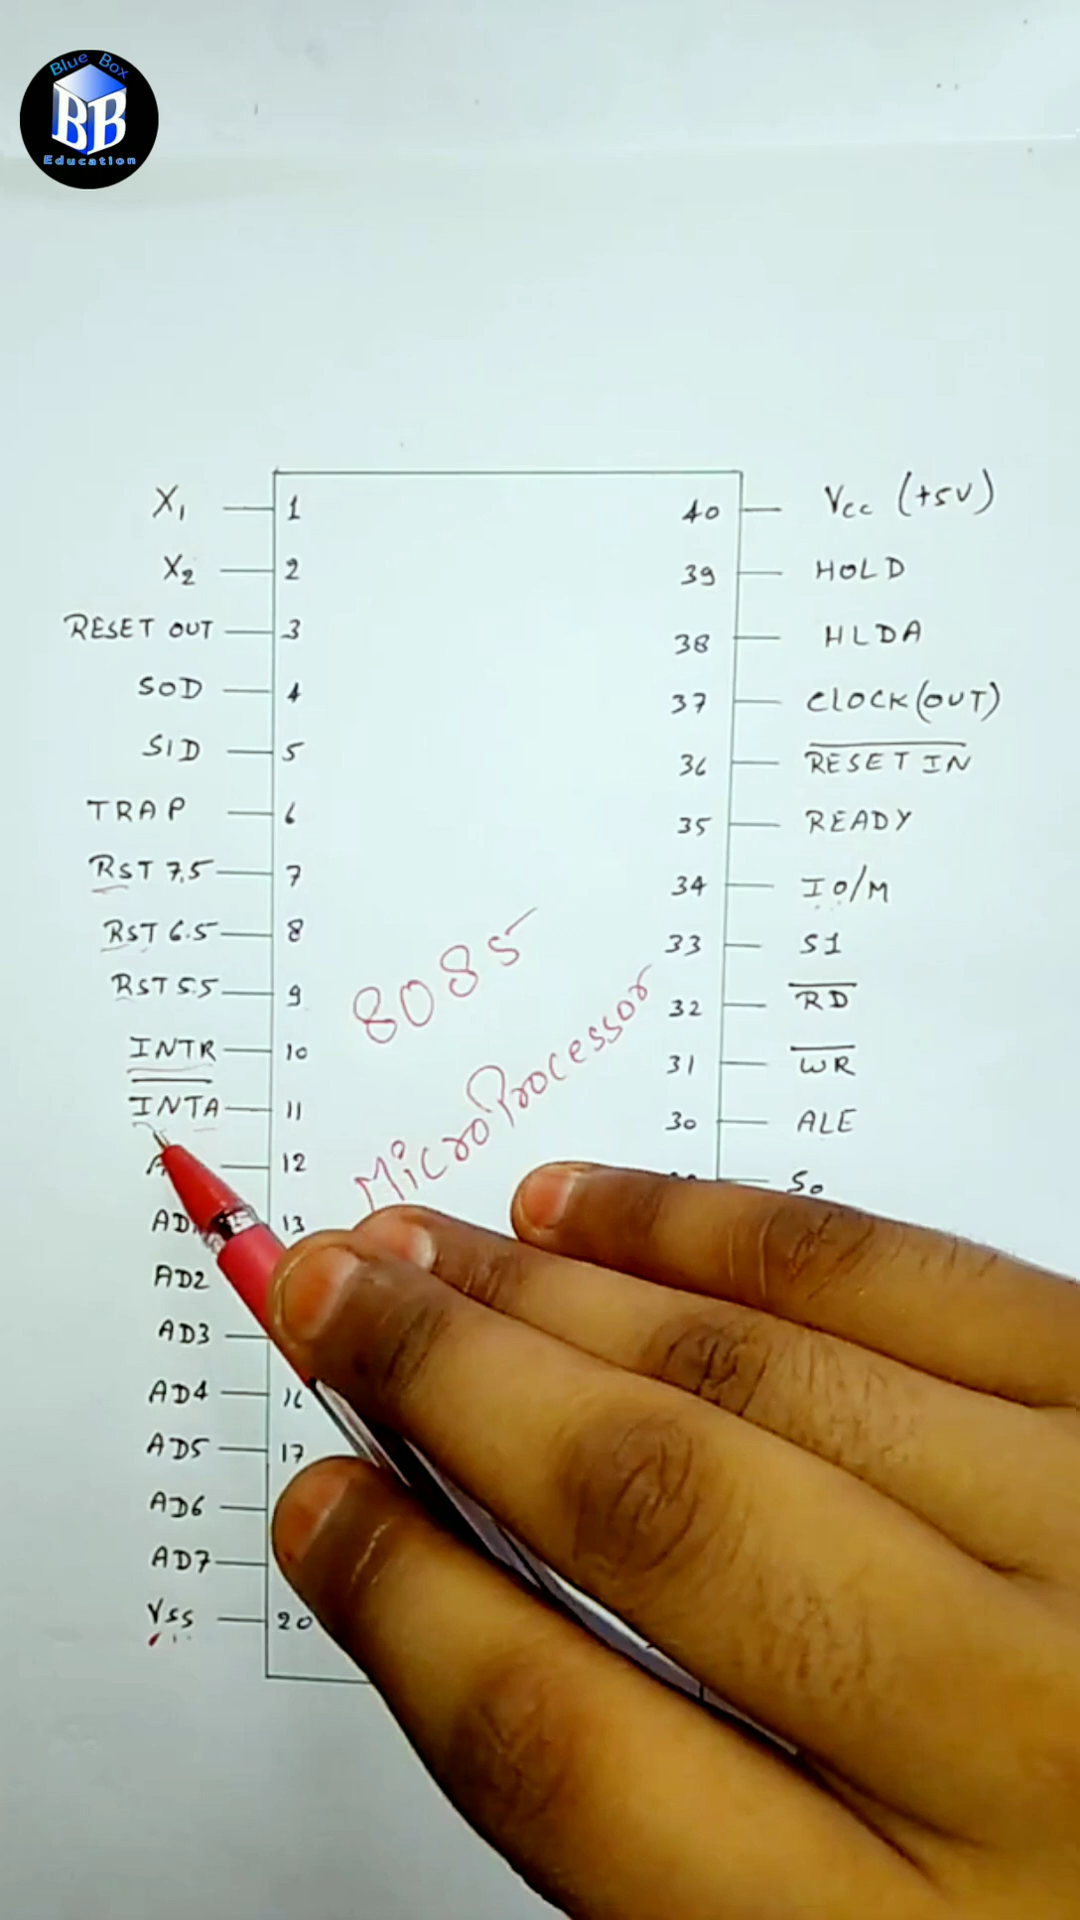 Blue Box
BB
Education
X1 1 40 Vcc (+5V)
X2 2 39 HOLD
RESET OUT 3 38 HLDA
SOD 4 37 CLOCK(OUT)
SID 5 36 RESET IN
TRAP 6 35 READY
RST 7.5 7 34 IO/M
RST 6.5 8 33 S1
RST 5.5 9 32 RD
INTR 10 31 WR
INTA 11 30 ALE
12 S0
13
AD2
AD3
AD4 16
AD5 17
AD6
AD7
Vss 20
8085
MicroProcessor